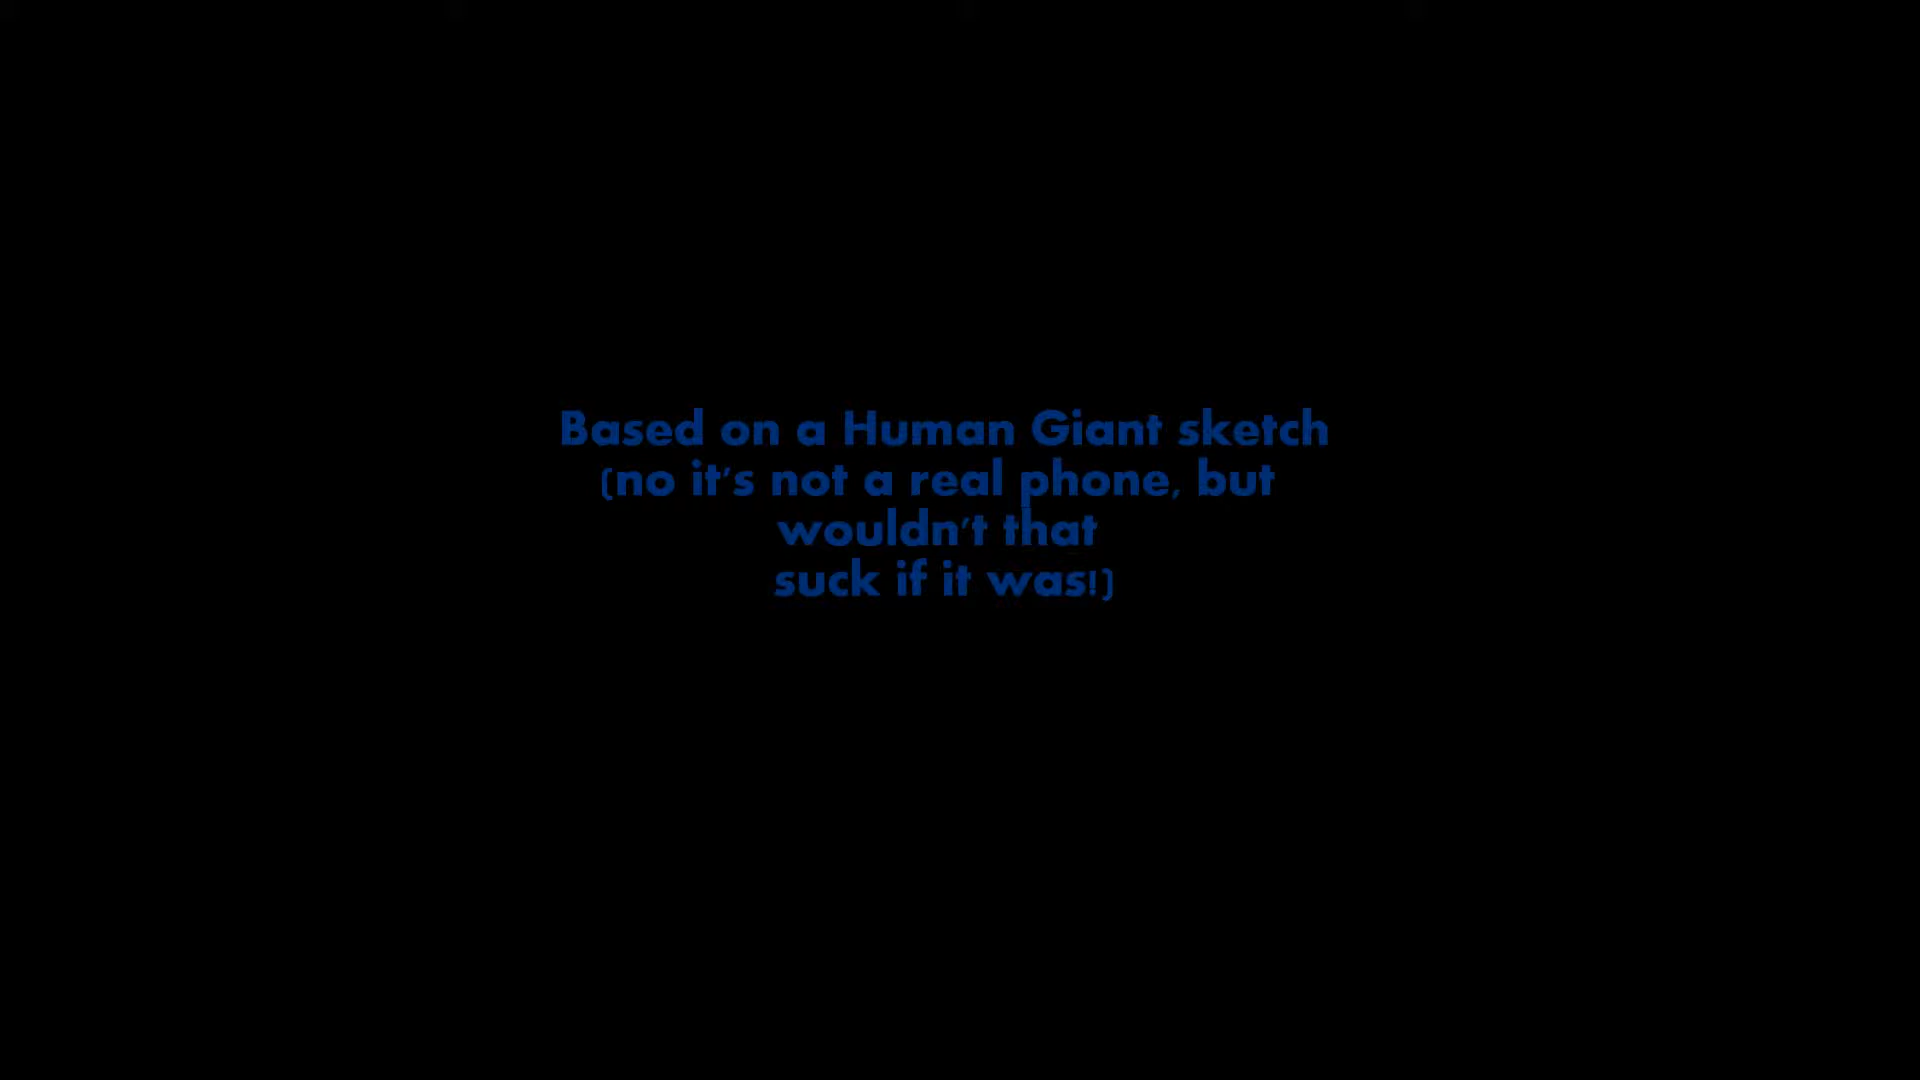 Based on a Human Giant sketch
(no it's not a real phone, but
wouldn't that
suck if it was!)